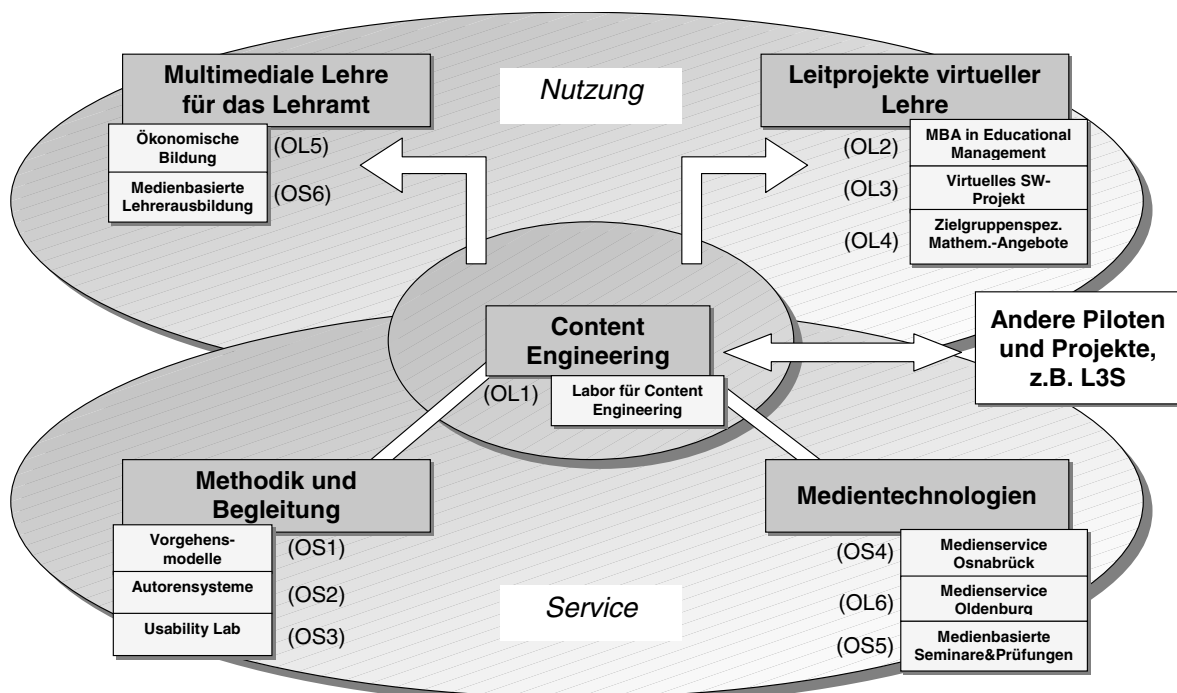 Multimediale Lehre
für das Lehramt
Ökonomische
Bildung
(OL5)
Medienbasierte
Lehrerausbildung
(OS6)
Nutzung
Leitprojekte virtueller
Lehre
(OL2)
MBA in Educational
Management
(OL3)
Virtuelles SW-
Projekt
(OL4)
Zielgruppenspez.
Mathem.-Angebote
Content
Engineering
(OL1)
Labor für Content
Engineering
Andere Piloten
und Projekte,
z.B. L3S
Methodik und
Begleitung
Vorgehens-
modelle
(OS1)
Autorensysteme
(OS2)
Usability Lab
(OS3)
Service
Medientechnologien
(OS4)
Medienservice
Osnabrück
(OL6)
Medienservice
Oldenburg
(OS5)
Medienbasierte
Seminare&Prüfungen